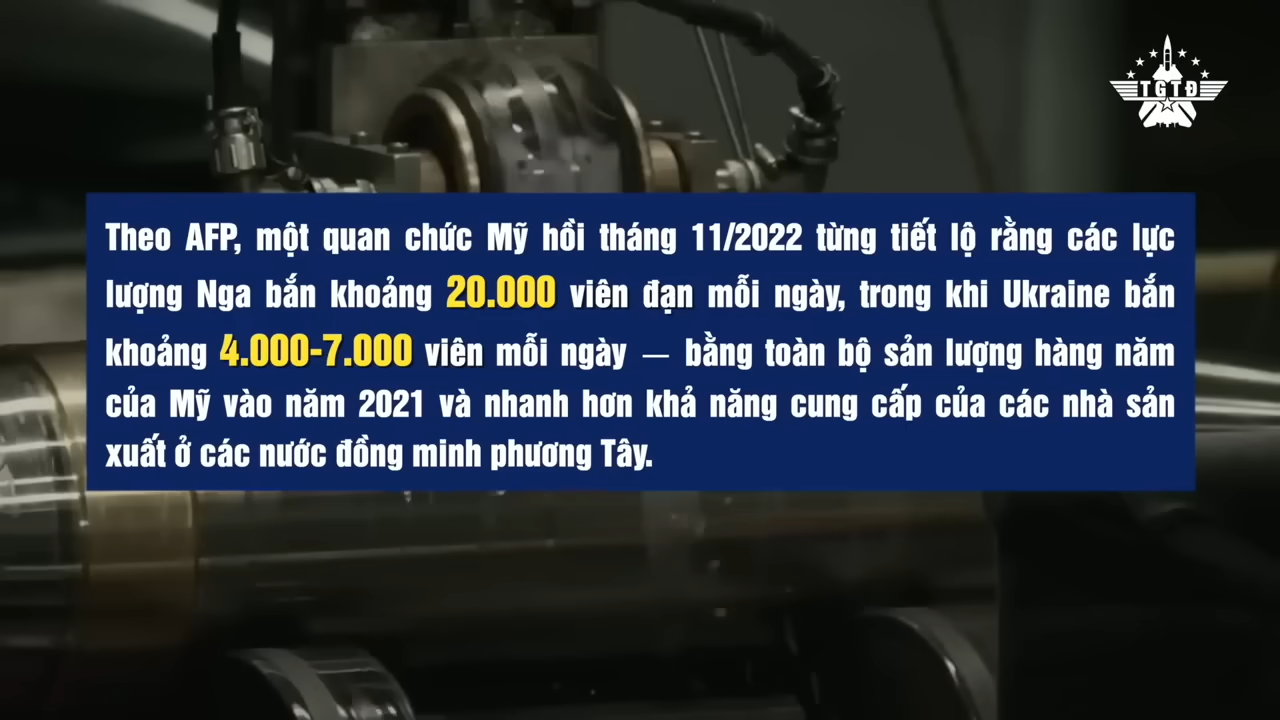 TGTĐ
Theo AFP, một quan chức Mỹ hồi tháng 11/2022 từng tiết lộ rằng các lực
lượng Nga bắn khoảng 20.000 viên đạn mỗi ngày, trong khi Ukraine bắn
khoảng 4.000-7.000 viên mỗi ngày — bằng toàn bộ sản lượng hàng năm
của Mỹ vào năm 2021 và nhanh hơn khả năng cung cấp của các nhà sản
xuất ở các nước đồng minh phương Tây.